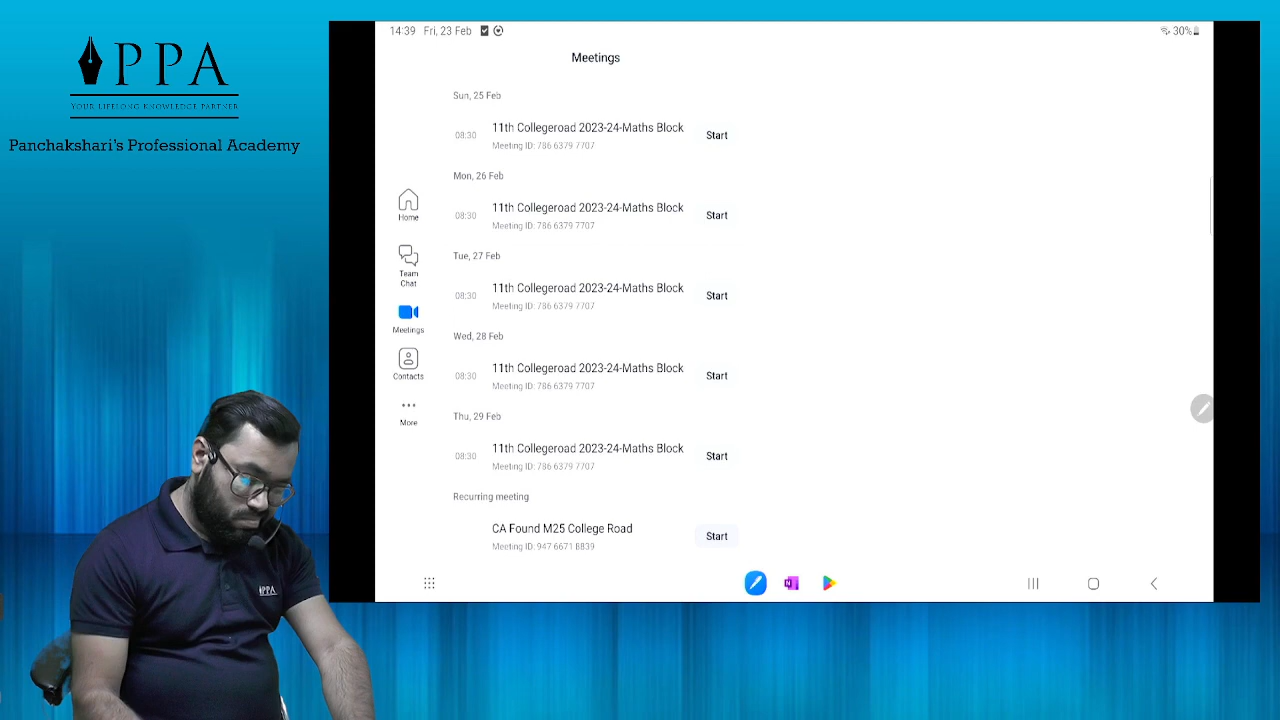 PPA
YOUR LIFELONG KNOWLEDGE PARTNER
Panchakshari's Professional Academy
14:39 Fri, 23 Feb
30%
Meetings
Sun, 25 Feb
08:30
11th Collegeroad 2023-24-Maths Block
Meeting ID: 786 6379 7707
Start
Mon, 26 Feb
08:30
11th Collegeroad 2023-24-Maths Block
Meeting ID: 786 6379 7707
Start
Tue, 27 Feb
08:30
11th Collegeroad 2023-24-Maths Block
Meeting ID: 786 6379 7707
Start
Wed, 28 Feb
08:30
11th Collegeroad 2023-24-Maths Block
Meeting ID: 786 6379 7707
Start
Thu, 29 Feb
08:30
11th Collegeroad 2023-24-Maths Block
Meeting ID: 786 6379 7707
Start
Recurring meeting
CA Found M25 College Road
Meeting ID: 947 6671 8839
Start
Home
Team
Chat
Meetings
Contacts
More
N
PPA